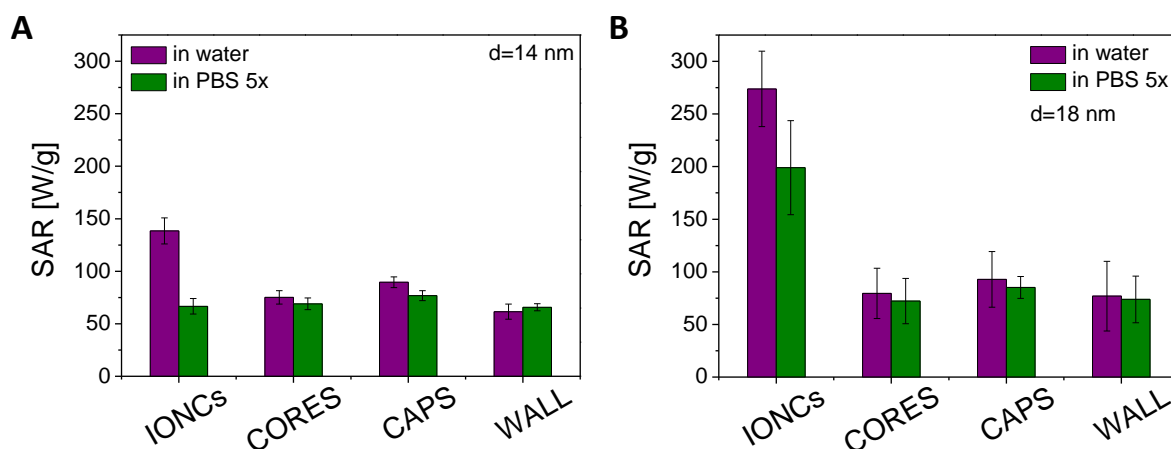 A
in water
in PBS 5x
d=14 nm
SAR [W/g]
300
250
200
150
100
50
0
IONCs
CORES
CAPS
WALL
B
in water
in PBS 5x
d=18 nm
SAR [W/g]
300
250
200
150
100
50
0
IONCs
CORES
CAPS
WALL